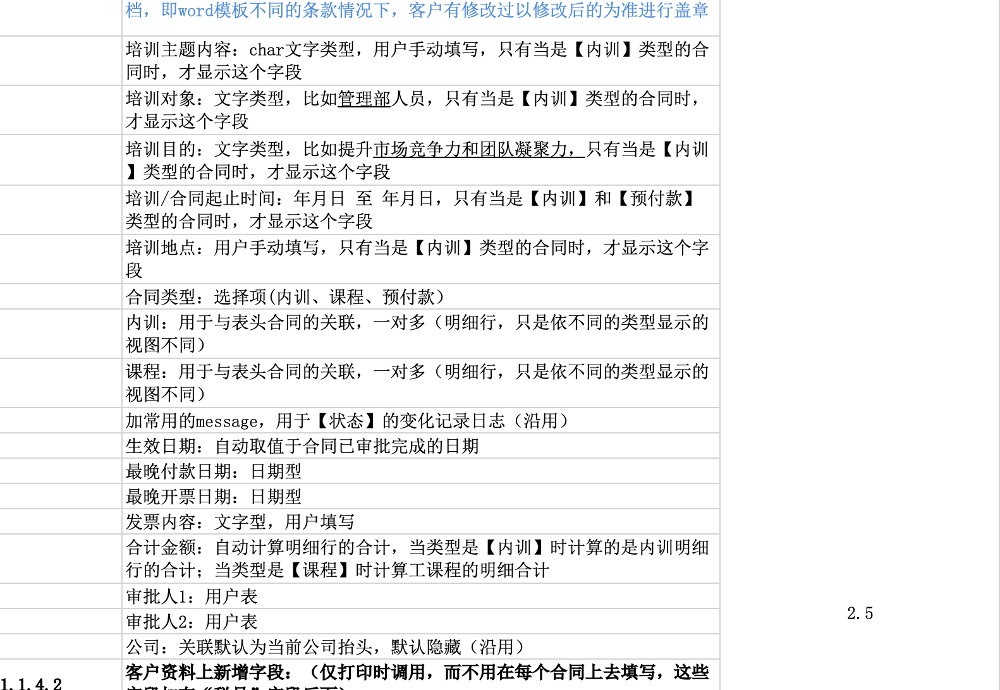 档，即word模板不同的条款情况下，客户有修改过以修改后的为准进行盖章
培训主题内容：char文字类型，用户手动填写，只有当是【内训】类型的合
同时，才显示这个字段
培训对象：文字类型，比如管理部人员，只有当是【内训】类型的合同时，
才显示这个字段
培训目的：文字类型，比如提升市场竞争力和团队凝聚力，只有当是【内训
】类型的合同时，才显示这个字段
培训/合同起止时间：年月日 至 年月日，只有当是【内训】和【预付款】
类型的合同时，才显示这个字段
培训地点：用户手动填写，只有当是【内训】类型的合同时，才显示这个字
段
合同类型：选择项(内训、课程、预付款）
内训：用于与表头合同的关联，一对多（明细行，只是依不同的类型显示的
视图不同）
课程：用于与表头合同的关联，一对多（明细行，只是依不同的类型显示的
视图不同）
加常用的message，用于【状态】的变化记录日志（沿用）
生效日期：自动取值于合同已审批完成的日期
最晚付款日期：日期型
最晚开票日期：日期型
发票内容：文字型，用户填写
合计金额：自动计算明细行的合计，当类型是【内训】时计算的是内训明细
行的合计；当类型是【课程】时计算工课程的明细合计
审批人1：用户表
审批人2：用户表
2.5
公司：关联默认为当前公司抬头，默认隐藏（沿用）
1.1.4.2
客户资料上新增字段：（仅打印时调用，而不用在每个合同上去填写，这些